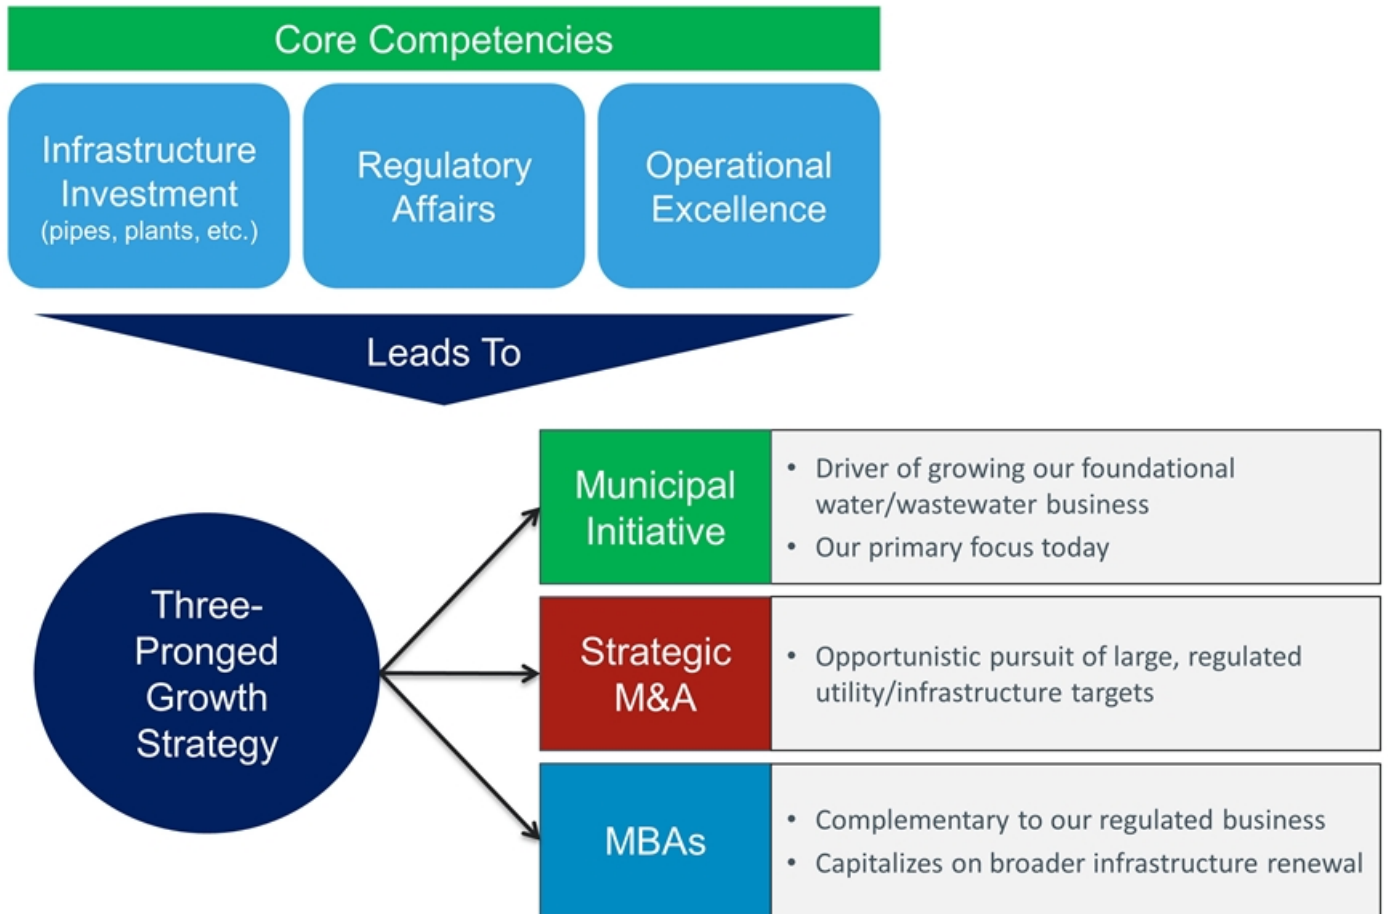 Core Competencies
Infrastructure
Investment
(pipes, plants, etc.)
Regulatory
Affairs
Operational
Excellence
Leads To
Three-
Pronged
Growth
Strategy
Municipal
Initiative
• Driver of growing our foundational
water/wastewater business
• Our primary focus today
Strategic
M&A
• Opportunistic pursuit of large, regulated
utility/infrastructure targets
MBAs
• Complementary to our regulated business
• Capitalizes on broader infrastructure renewal